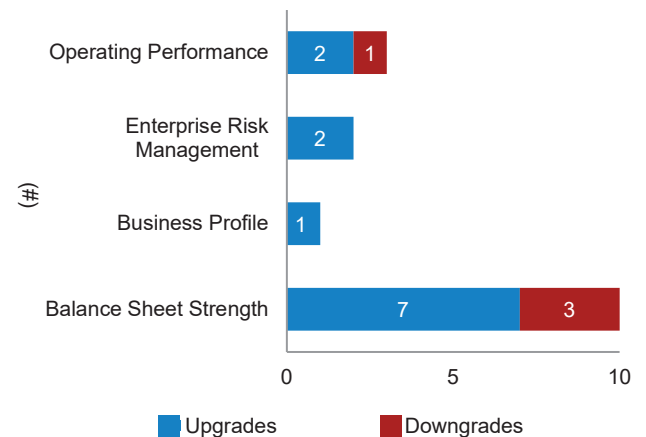 Operating Performance
2
1
Enterprise Risk
Management
2
(#)
Business Profile
1
Balance Sheet Strength
7
3
0
5
10
Upgrades
Downgrades